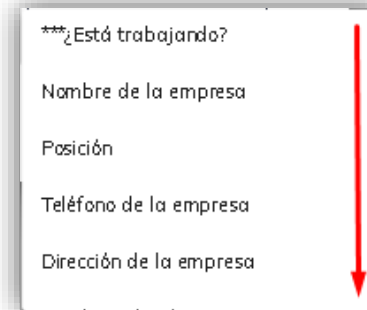 ***¿Está trabajando?
Nombre de la empresa
Posición
Teléfono de la empresa
Dirección de la empresa